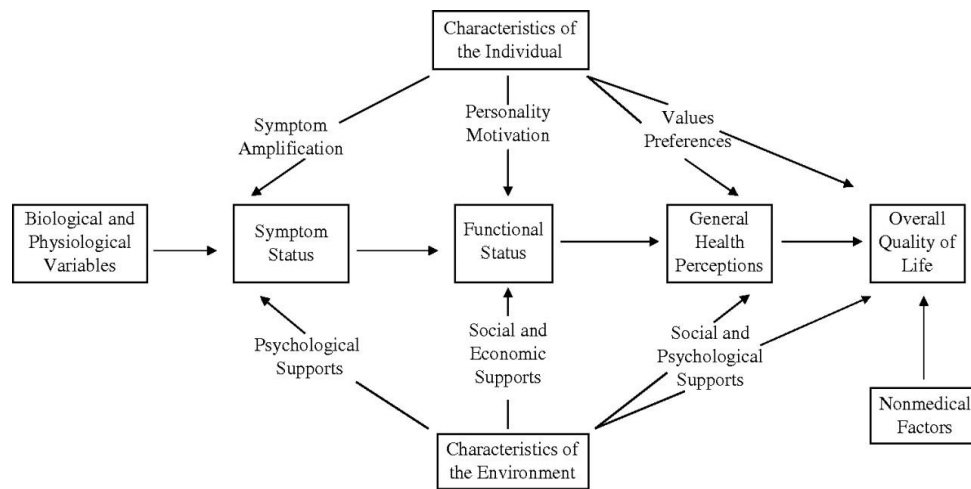 Characteristics of
the Individual
Symptom
Amplification
Personality
Motivation
Values
Preferences
Biological and
Physiological
Variables
Symptom
Status
Functional
Status
General
Health
Perceptions
Overall
Quality of
Life
Psychological
Supports
Social and
Economic
Supports
Social and
Psychological
Supports
Nonmedical
Factors
Characteristics of
the Environment